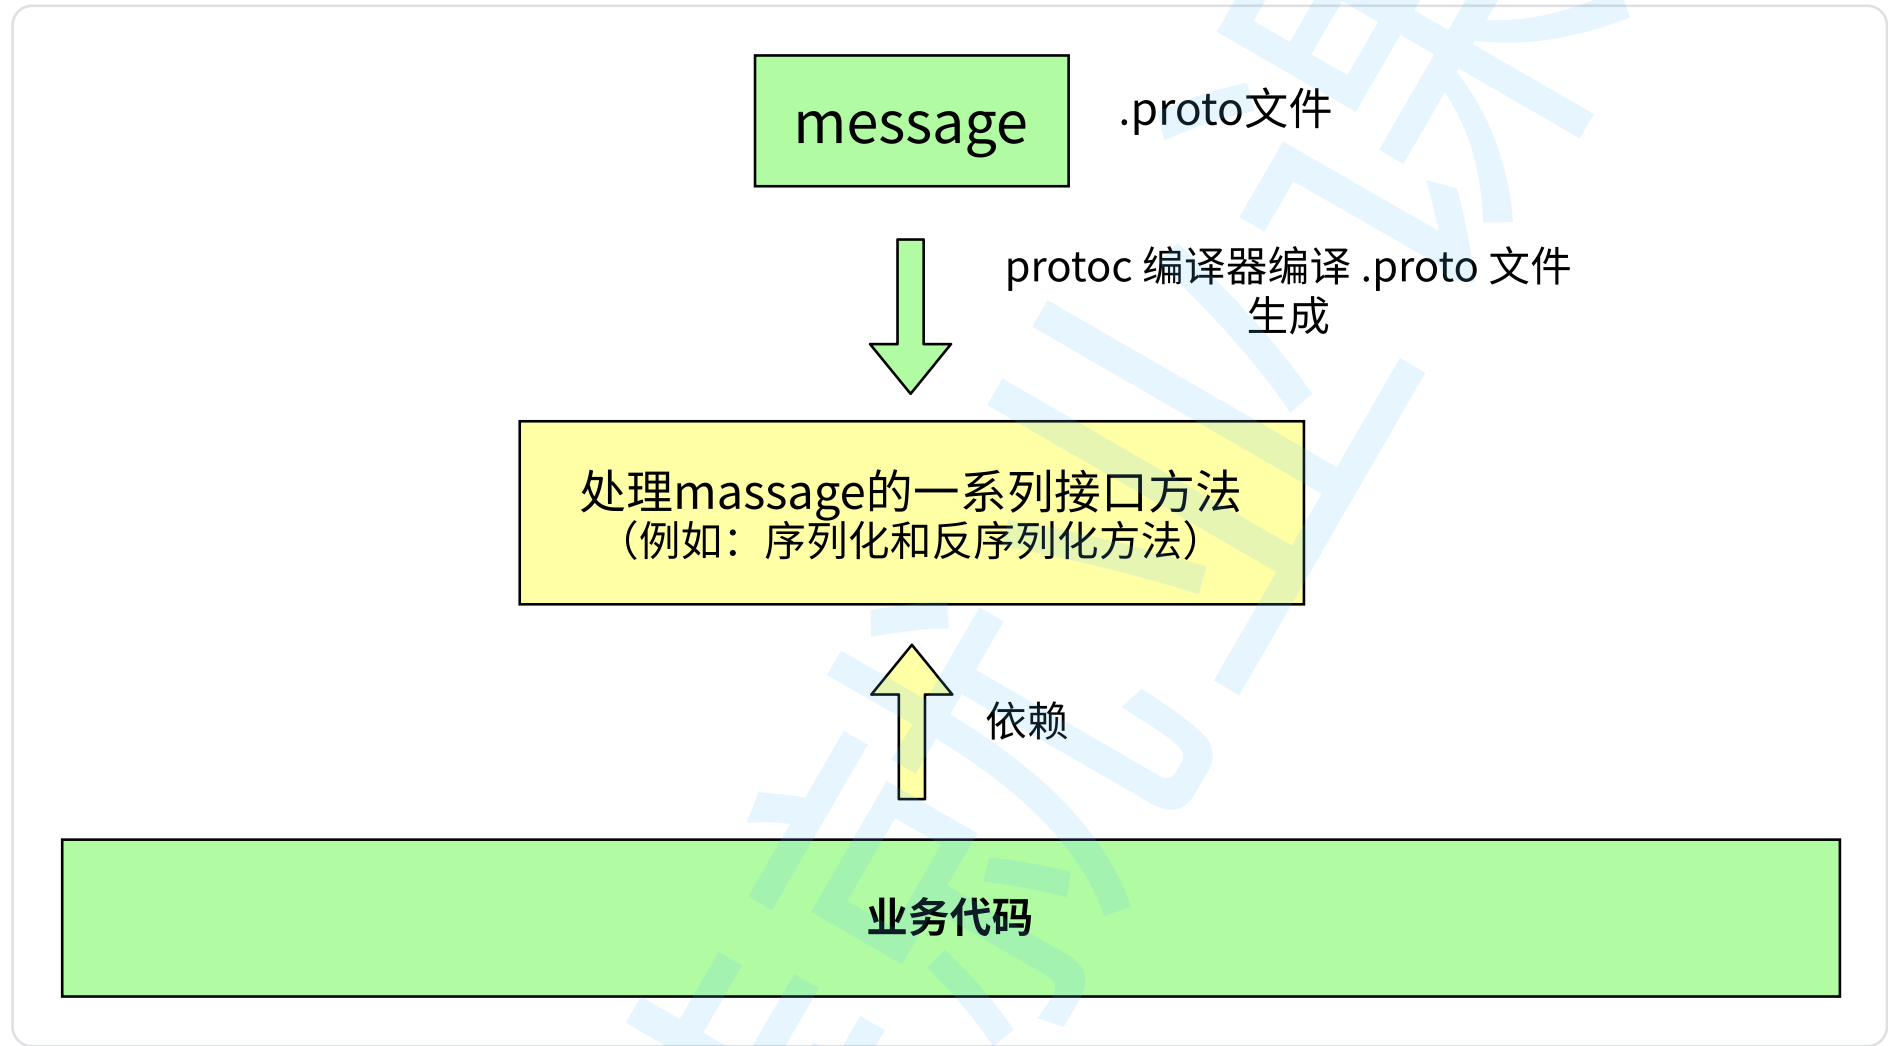 message
.proto文件
protoc 编译器编译 .proto 文件
生成
处理massage的一系列接口方法
（例如：序列化和反序列化方法）
依赖
业务代码